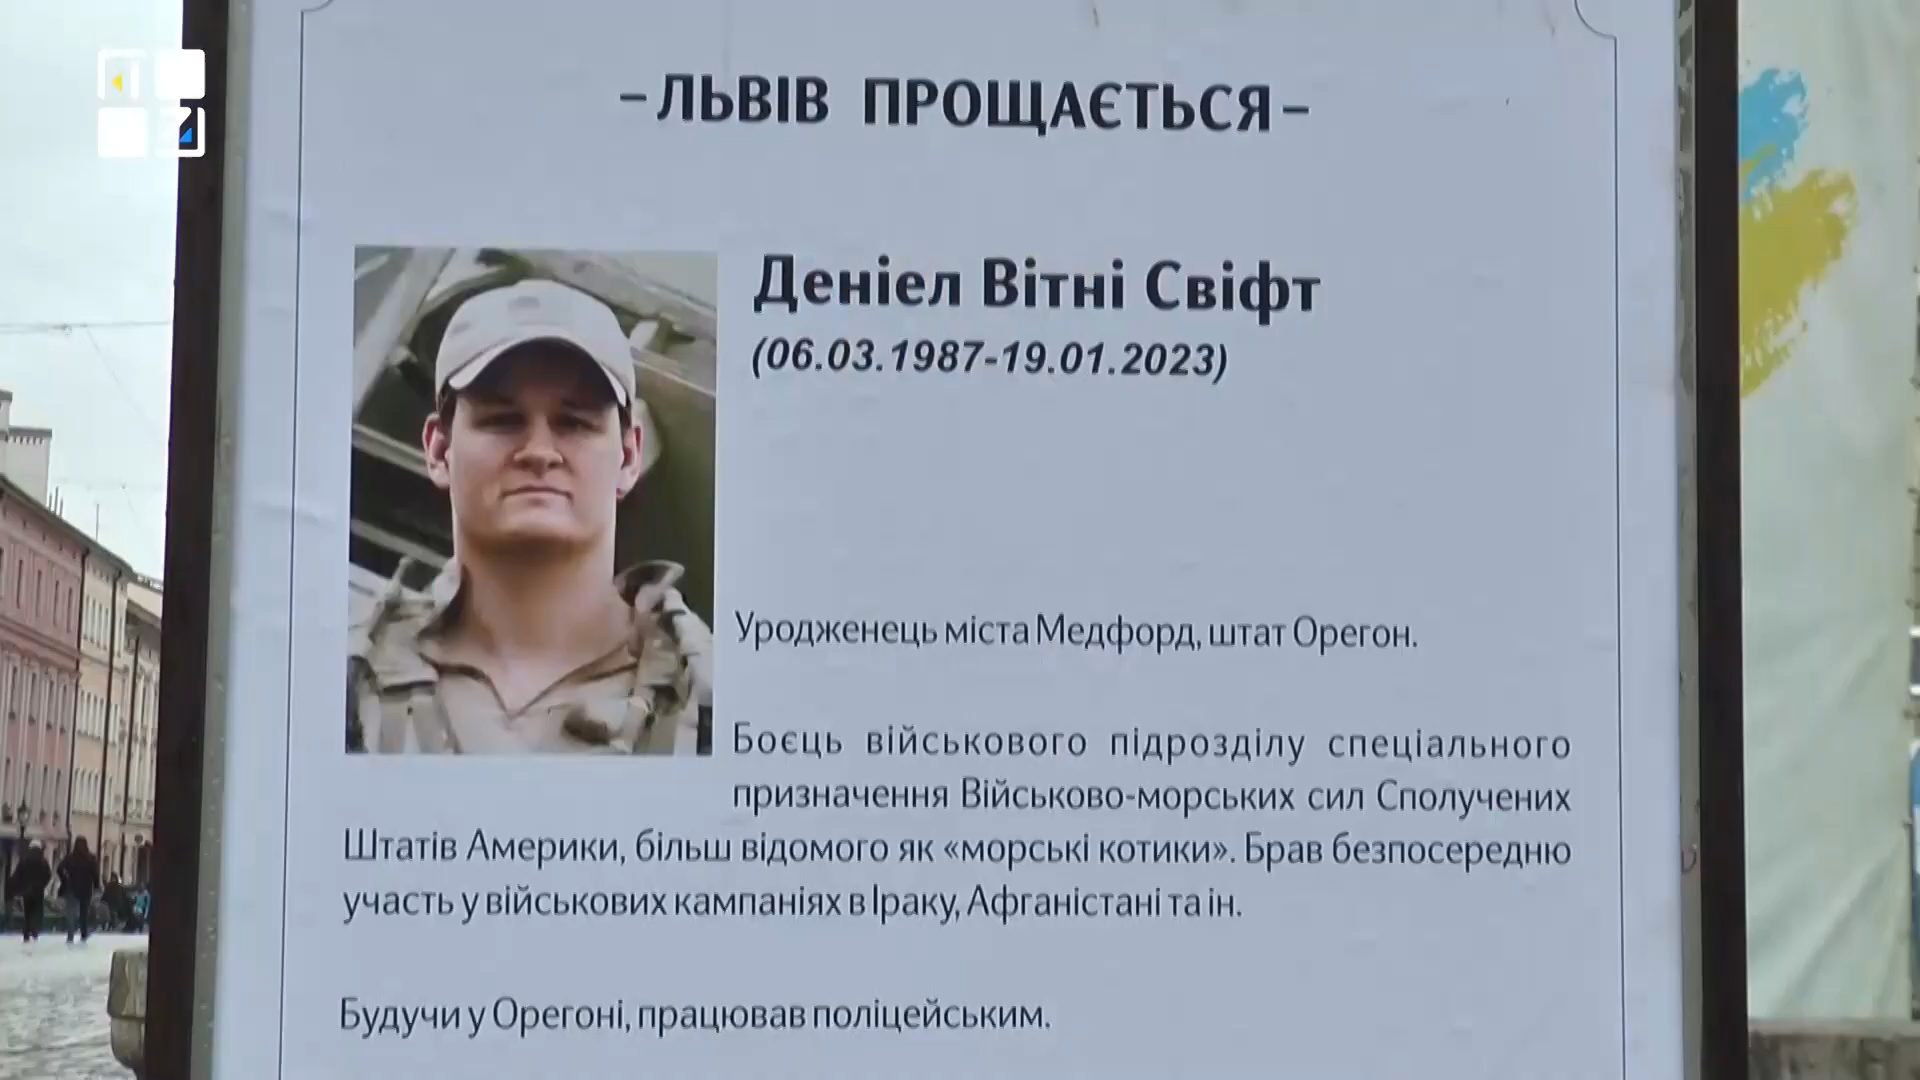 -ЛЬВІВ ПРОЩАЄТЬСЯ-
Деніел Вітні Свіфт
(06.03.1987-19.01.2023)
Уродженець міста Медфорд, штат Орегон.
Боєць військового підрозділу спеціального
призначення Військово-морських сил Сполучених
Штатів Америки, більш відомого як «морські котики». Брав безпосередню
участь у військових кампаніях в Іраку, Афганістані та ін.
Будучи у Орегоні, працював поліцейським.